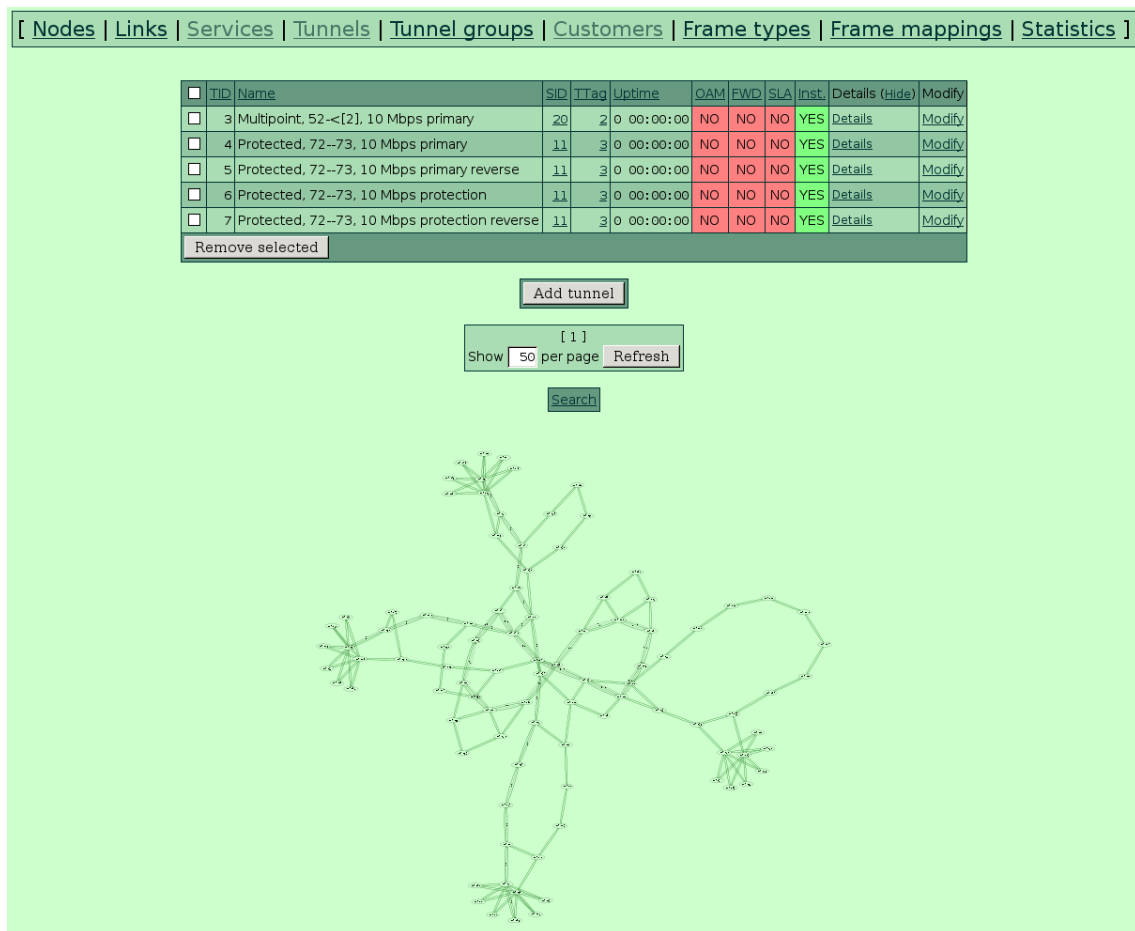 [ Nodes | Links | Services | Tunnels | Tunnel groups | Customers | Frame types | Frame mappings | Statistics ]
TID Name SID TTag Uptime OAM FWD SLA Inst. Details (Hide) Modify
3 Multipoint, 52-<[2], 10 Mbps primary 20 2 0 00:00:00 NO NO NO YES Details Modify
4 Protected, 72--73, 10 Mbps primary 11 3 0 00:00:00 NO NO NO YES Details Modify
5 Protected, 72--73, 10 Mbps primary reverse 11 3 0 00:00:00 NO NO NO YES Details Modify
6 Protected, 72--73, 10 Mbps protection 11 3 0 00:00:00 NO NO NO YES Details Modify
7 Protected, 72--73, 10 Mbps protection reverse 11 3 0 00:00:00 NO NO NO YES Details Modify
Remove selected
Add tunnel
[ 1 ]
Show 50 per page Refresh
Search